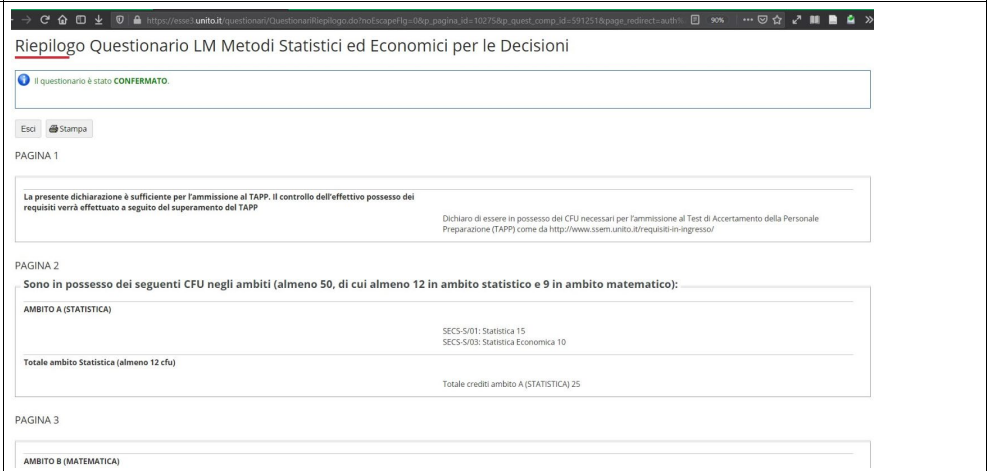 https://esse3.unito.it/questionari/QuestionariRiepilogo.do?noEscapeFlg=0&p_pagina_id=10275&p_quest_comp_id=591251&page_redirect=auth%
90%
Riepilogo Questionario LM Metodi Statistici ed Economici per le Decisioni
Il questionario è stato CONFERMATO.
Esci Stampa
PAGINA 1
La presente dichiarazione è sufficiente per l'ammissione al TAPP. Il controllo dell'effettivo possesso dei
requisiti verrà effettuato a seguito del superamento del TAPP
Dichiaro di essere in possesso dei CFU necessari per l'ammissione al Test di Accertamento della Personale
Preparazione (TAPP) come da http://www.ssem.unito.it/requisiti-in-ingresso/
PAGINA 2
Sono in possesso dei seguenti CFU negli ambiti (almeno 50, di cui almeno 12 in ambito statistico e 9 in ambito matematico):
AMBITO A (STATISTICA)
SECS-S/01: Statistica 15
SECS-S/03: Statistica Economica 10
Totale ambito Statistica (almeno 12 cfu)
Totale crediti ambito A (STATISTICA) 25
PAGINA 3
AMBITO B (MATEMATICA)